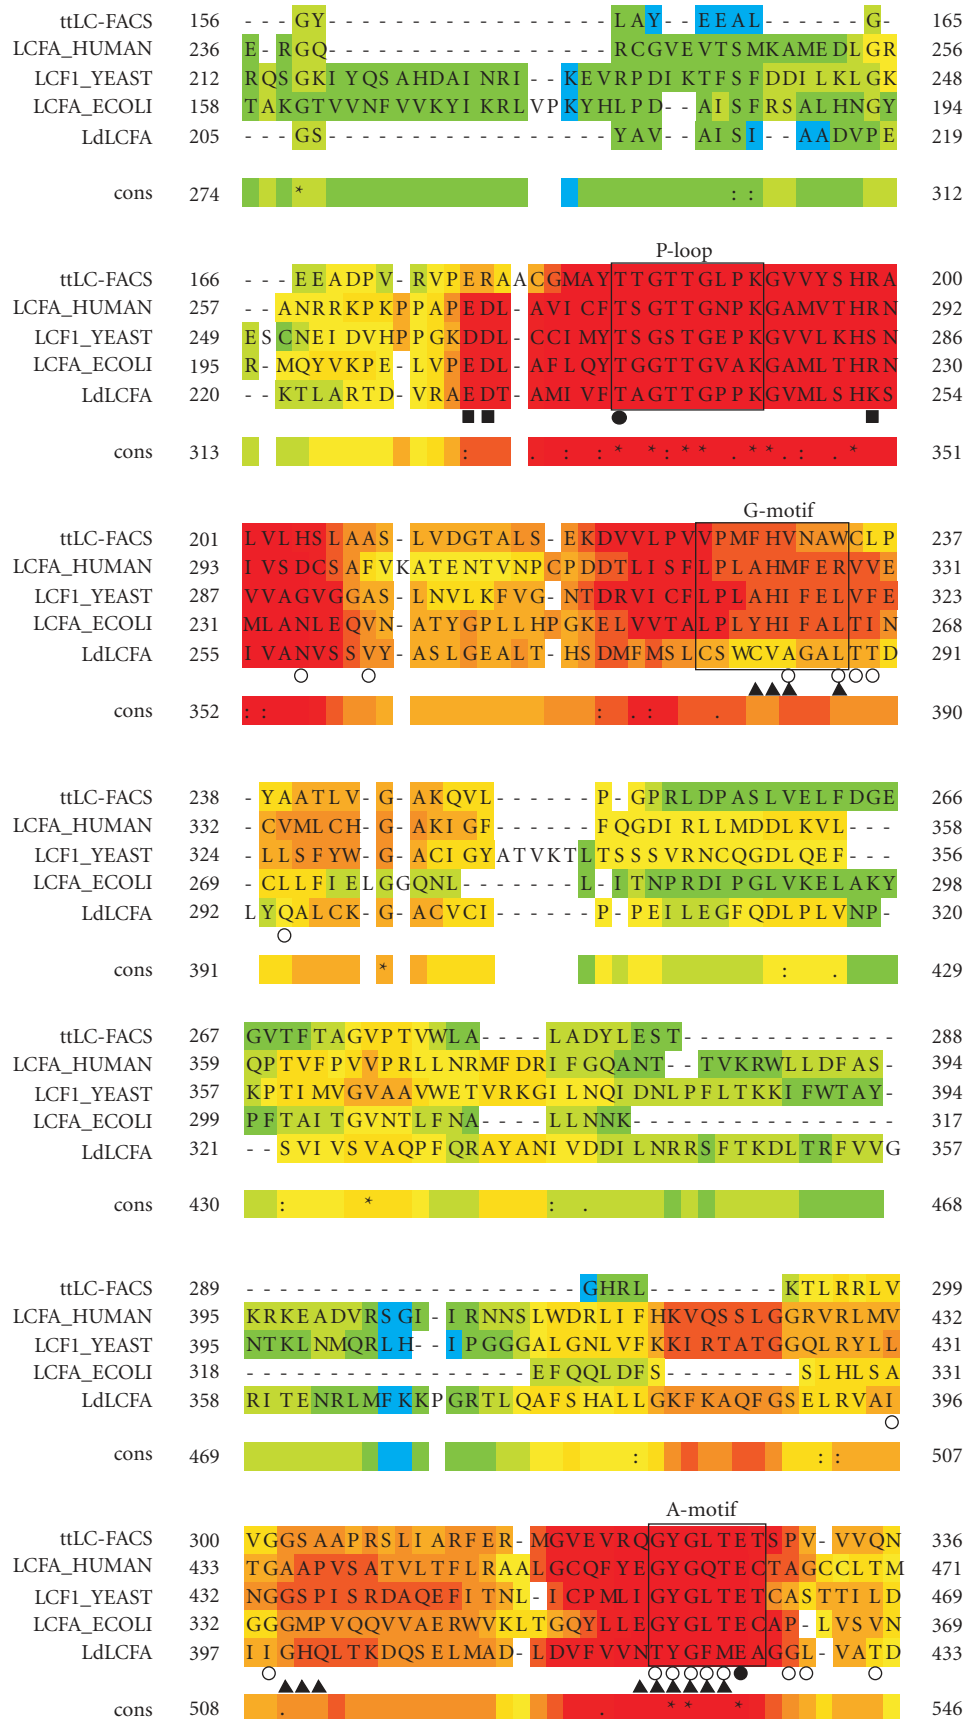 ttLC-FACS 156 ---GY-----------------LAY--EEAL------G- 165
LCFA_HUMAN 236 E-RGQ-----------------RCGVEVTSMKAMEDLGR 256
LCF1_YEAST 212 RQSGKIYQSAHDAINRI--KEVRPDIKTFSFDDILKLGK 248
LCFA_ECOLI 158 TAKGTVVNFVVKYIKRLVPKYHLPD--AISFRSALHNGY 194
LdLCFA 205 ---GS-----------------YAV--AISI--AADVPE 219
cons 274 * : : 312
P-loop
ttLC-FACS 166 ---EEADPV-RVPERAACGMAYTTGTTGLPKGVVYSHRA 200
LCFA_HUMAN 257 --ANRRKPKPPAPEDL-AVICFTSGTTGNPKGAMVTHRN 292
LCF1_YEAST 249 ESCNEIDVHPPGKDDL-CCIMYTSGSTGEPKGVVLKHSN 286
LCFA_ECOLI 195 R-MQYVKPE-LVPEDL-AFLQYTGGTTGVAKGAMLTHRN 230
LdLCFA 220 --KTLARTD-VRAEDT-AMIVFTAGTTGPPKGVMLSHKS 254
cons 313 : . : : * * : * * . * * . : * 351
G-motif
ttLC-FACS 201 LVLHSLAAS-LVDGTALS-EKDVVLPVVPMFHVNAWCLP 237
LCFA_HUMAN 293 IVSDCSAFVKATENTVNPCPDDTLISFLPLAHMFERVVE 331
LCF1_YEAST 287 VVAGVGGAS-LNVLKFVG-NTDRVICFLPLAHIFELVFE 323
LCFA_ECOLI 231 MLANLEQVN-ATYGPLLHPGKELVVTALPLYHIFALTIN 268
LdLCFA 255 IVANVSSVY-ASLGEALT-HSDMFMSLCSWCVAGALTTD 291
cons 352 : : : . : . 390
ttLC-FACS 238 -YAATLV-G-AKQVL------P-GPRLDPASLVELFDGE 266
LCFA_HUMAN 332 -CVMLCH-G-AKIGF------FQGDIRLLMDDLKVL--- 358
LCF1_YEAST 324 -LLSFYW-G-ACIGYATVKTLTSSSVRNCQGDLQEF--- 356
LCFA_ECOLI 269 -CLLFIELGGQNL-------L-ITNPRDIPGLVKELAKY 298
LdLCFA 292 LYQALCK-G-ACVCI------P-PEILEGFQDLPLVNP- 320
cons 391 * : . 429
ttLC-FACS 267 GVTFTAGVPTVWLA----LADYLEST------------- 288
LCFA_HUMAN 359 QPTVFPVVPRLLNRMFDRIFGQANT--TVKRWLLDFAS- 394
LCF1_YEAST 357 KPTIMVGVAAVWETVRKGILNQIDNLPFLTKKIFWTAY- 394
LCFA_ECOLI 299 PFTAITGVNTLFNA----LLNNK---------------- 317
LdLCFA 321 --SVIVSVAQPFQRAYANIVDDILNRRSFTKDLTRFVVG 357
cons 430 : * : . 468
ttLC-FACS 289 --------------------GHRL--------KTLRRLV 299
LCFA_HUMAN 395 KRKEADVRSGI-IRNNSLWDRLIFHKVQSSLGGRVRLMV 432
LCF1_YEAST 395 NTKLNMQRLH--IPGGGALGNLVFKKIRTATGGQLRYLL 431
LCFA_ECOLI 318 -----------------EFQQLDFS--------SLHLSA 331
LdLCFA 358 RITENRLMFKKPGRTLQAFSHALLGKFKAQFGSELRVAI 396
cons 469 : : : 507
A-motif
ttLC-FACS 300 VGGSAAPRSLIARFER-MGVEVRQGYGLTETSPV-VVQN 336
LCFA_HUMAN 433 TGAAPVSATVLTFLRAALGCQFYEGYGQTECTAGCCLTM 471
LCF1_YEAST 432 NGGSPISRDAQEFITNL-ICPMLIGYGLTETCASTTILD 469
LCFA_ECOLI 332 GGGMPVQQVVAERWVKLTGQYLLEGYGLTECAP-LVSVN 369
LdLCFA 397 IIGHQLTKDQSELMAD-LDVFVVNTYGFMEAGGL-VATD 433
cons 508 . . * * * 546